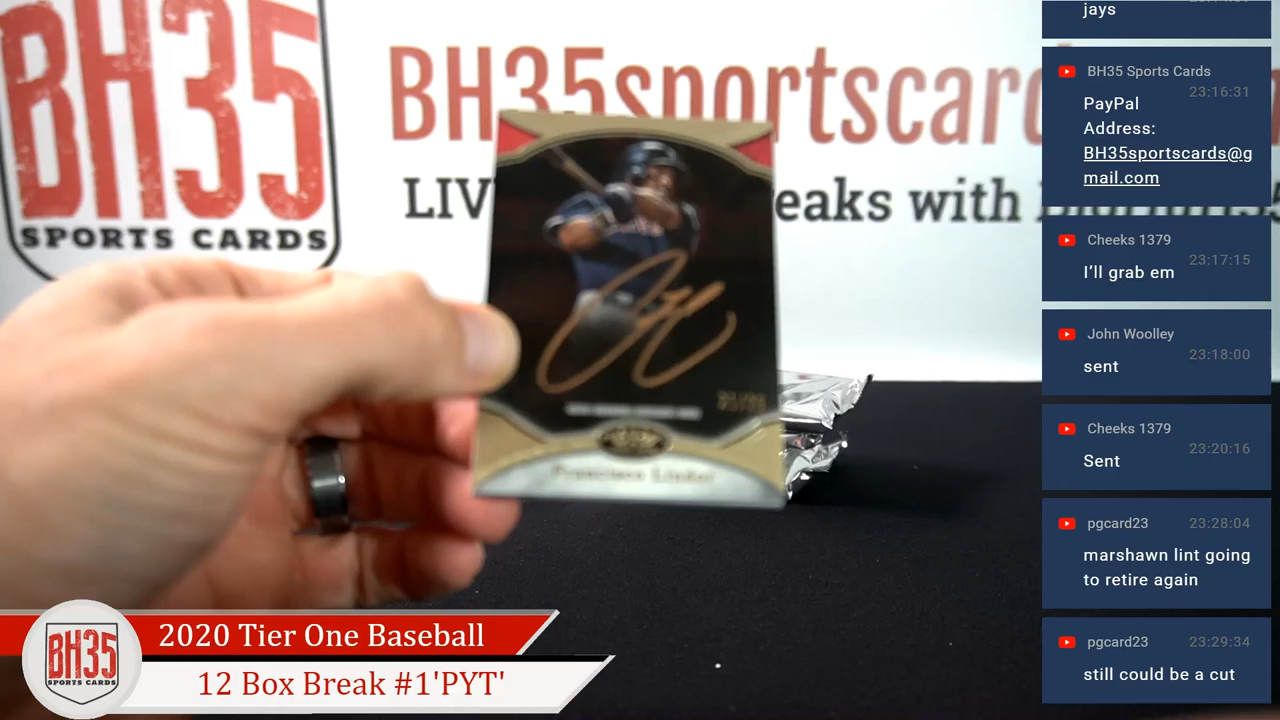 BH35
SPORTS CARDS
BH35sportscard
LIV eaks with
Francisco Lindor
2020 Tier One Baseball
12 Box Break #1'PYT'
BH35
SPORTS CARDS
jays
BH35 Sports Cards
23:16:31
PayPal
Address:
BH35sportscards@g
mail.com
Cheeks 1379
23:17:15
I'll grab em
John Woolley
23:18:00
sent
Cheeks 1379
23:20:16
Sent
pgcard23 23:28:04
marshawn lint going
to retire again
pgcard23 23:29:34
still could be a cut